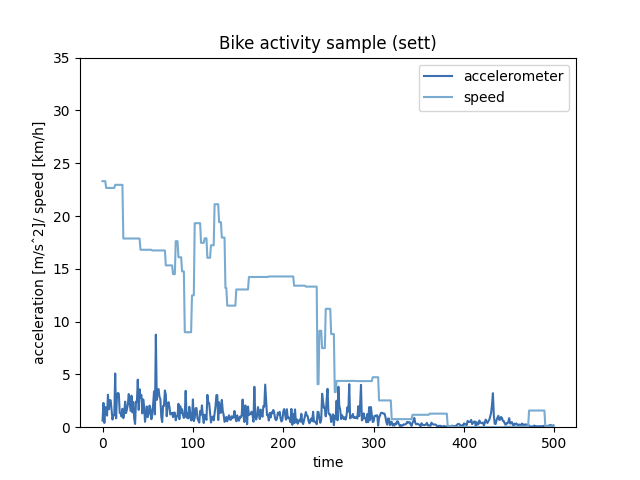 Bike activity sample (sett)
accelerometer
speed
acceleration [m/s^2]/ speed [km/h]
35
30
25
20
15
10
5
0
0 100 200 300 400 500
time